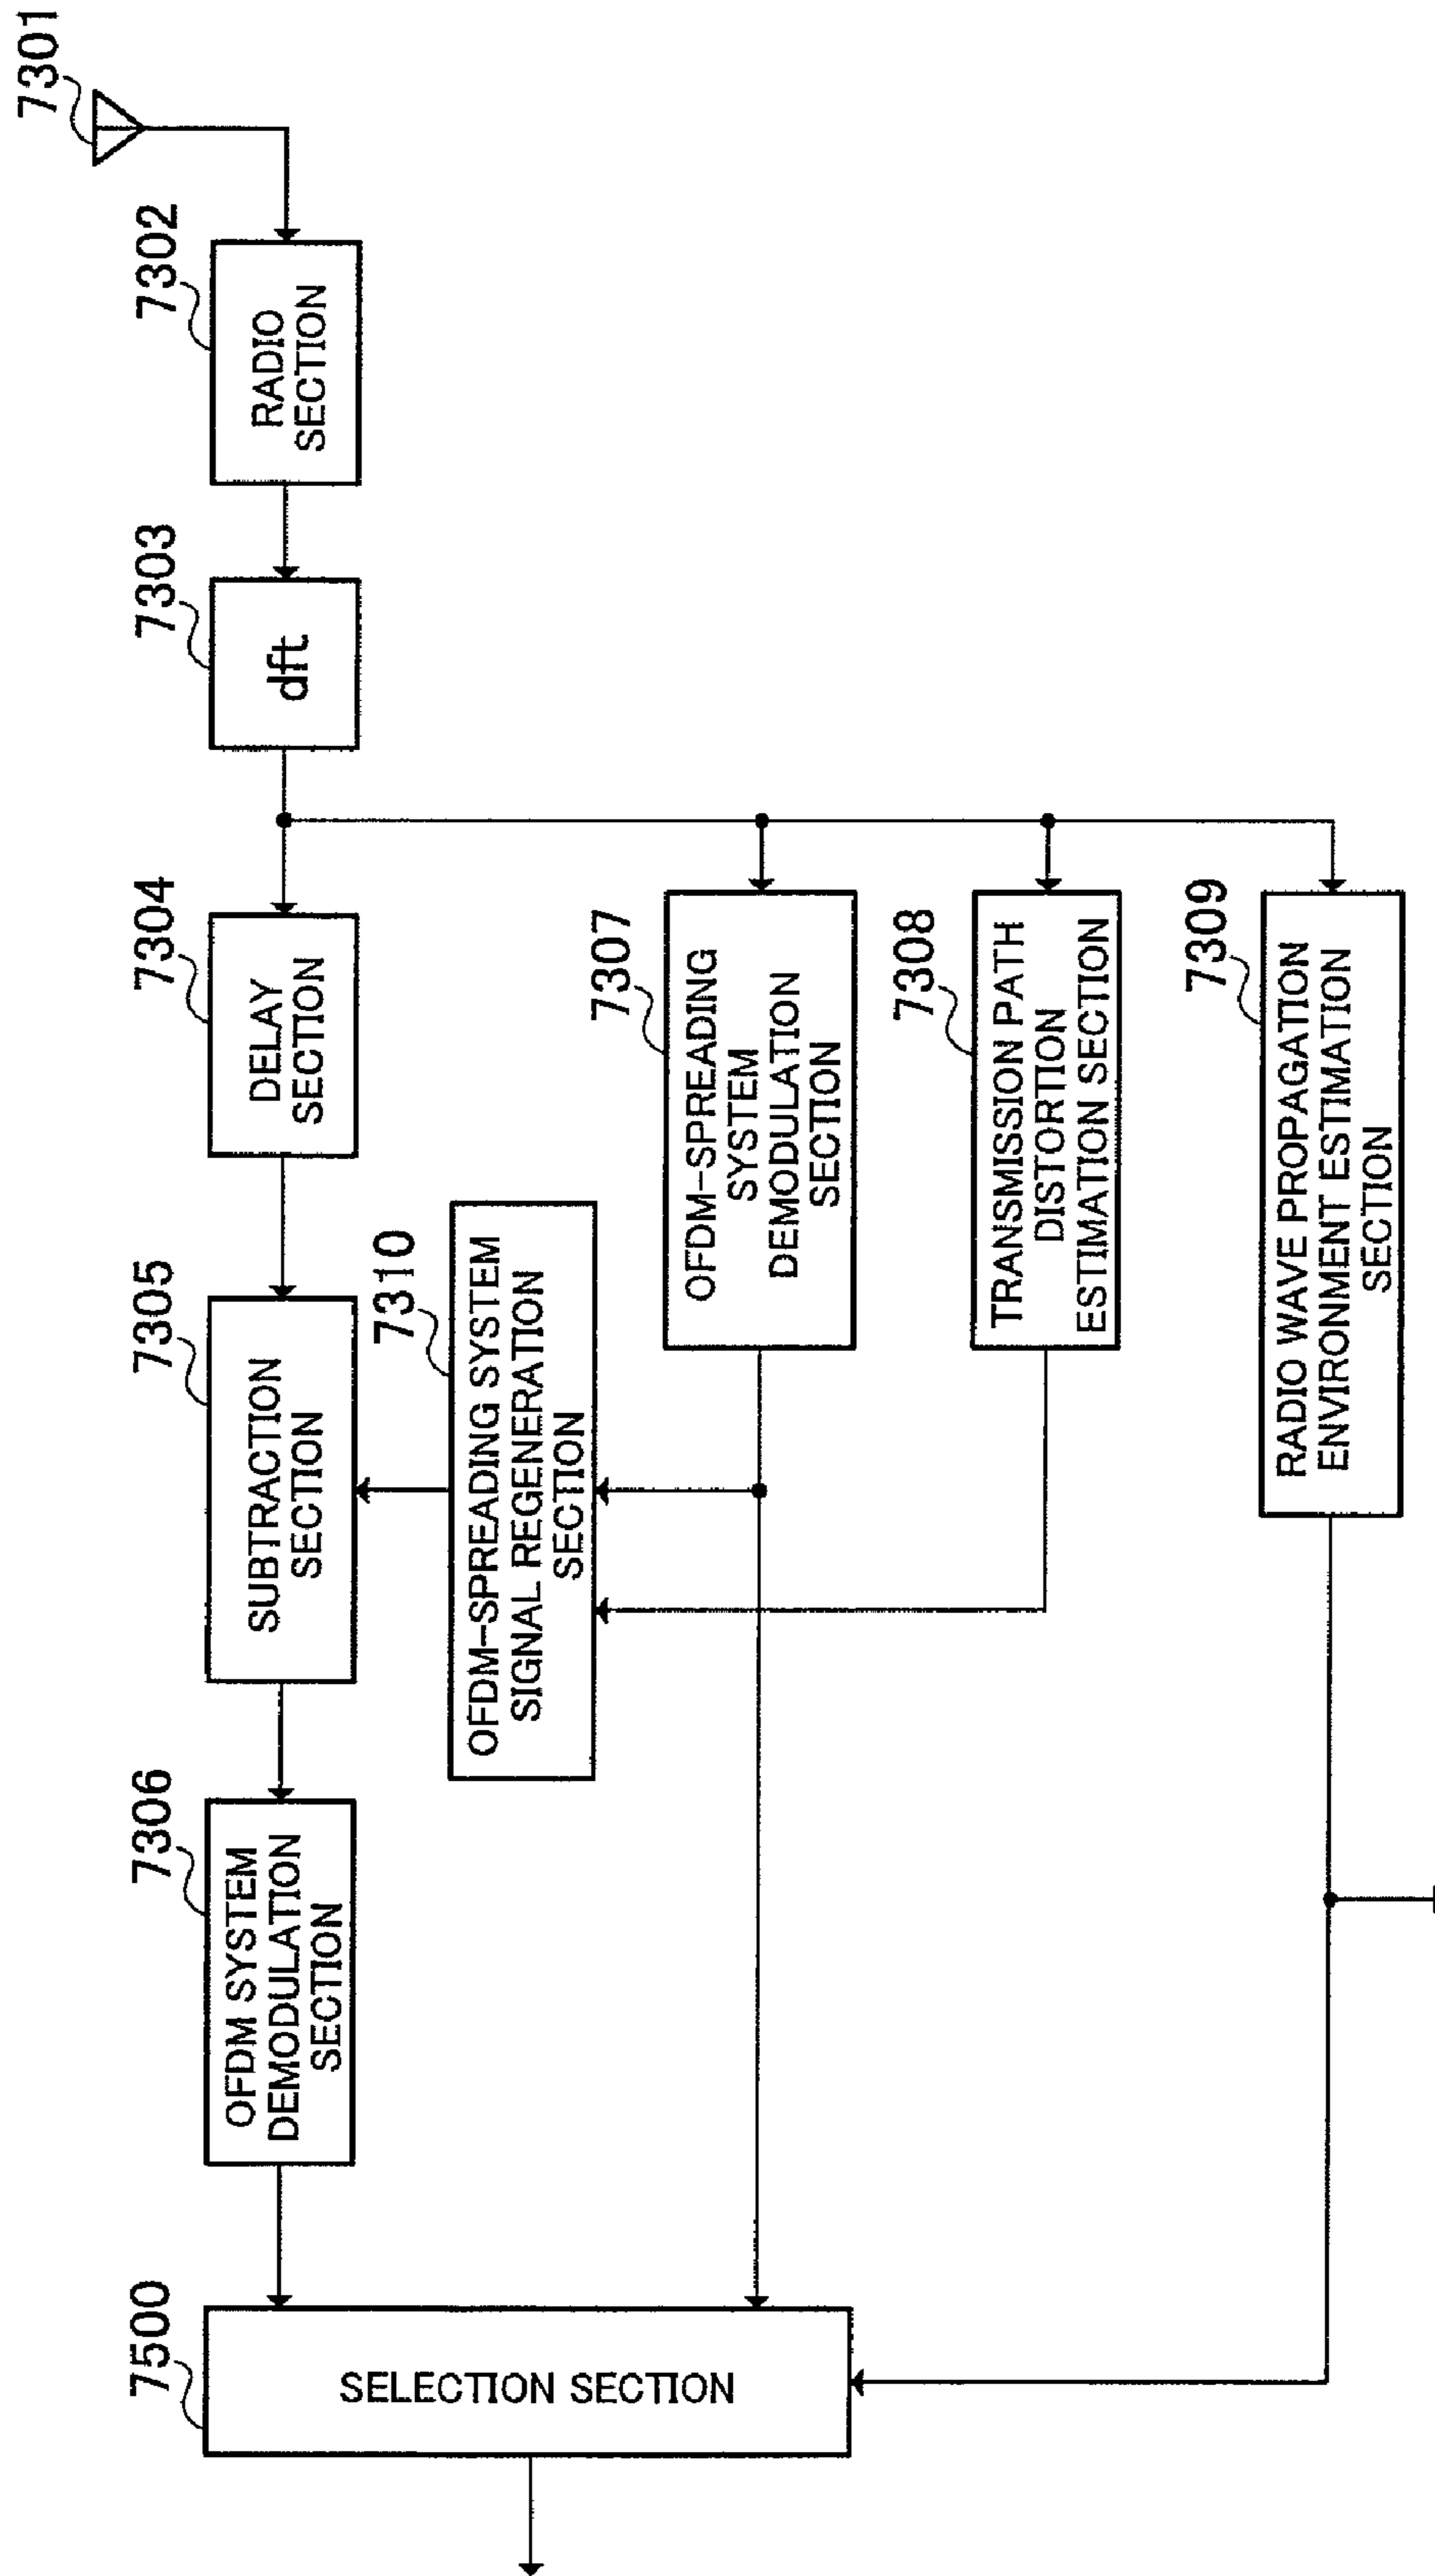 7301
7302
RADIO
SECTION
7303
dft
7304
DELAY
SECTION
7305
SUBTRACTION
SECTION
7306
OFDM SYSTEM
DEMODULATION
SECTION
7307
OFDM-SPREADING
SYSTEM
DEMODULATION
SECTION
7308
TRANSMISSION PATH
DISTORTION
ESTIMATION SECTION
7309
RADIO WAVE PROPAGATION
ENVIRONMENT ESTIMATION
SECTION
7310
OFDM-SPREADING SYSTEM
SIGNAL REGENERATION
SECTION
7500
SELECTION SECTION